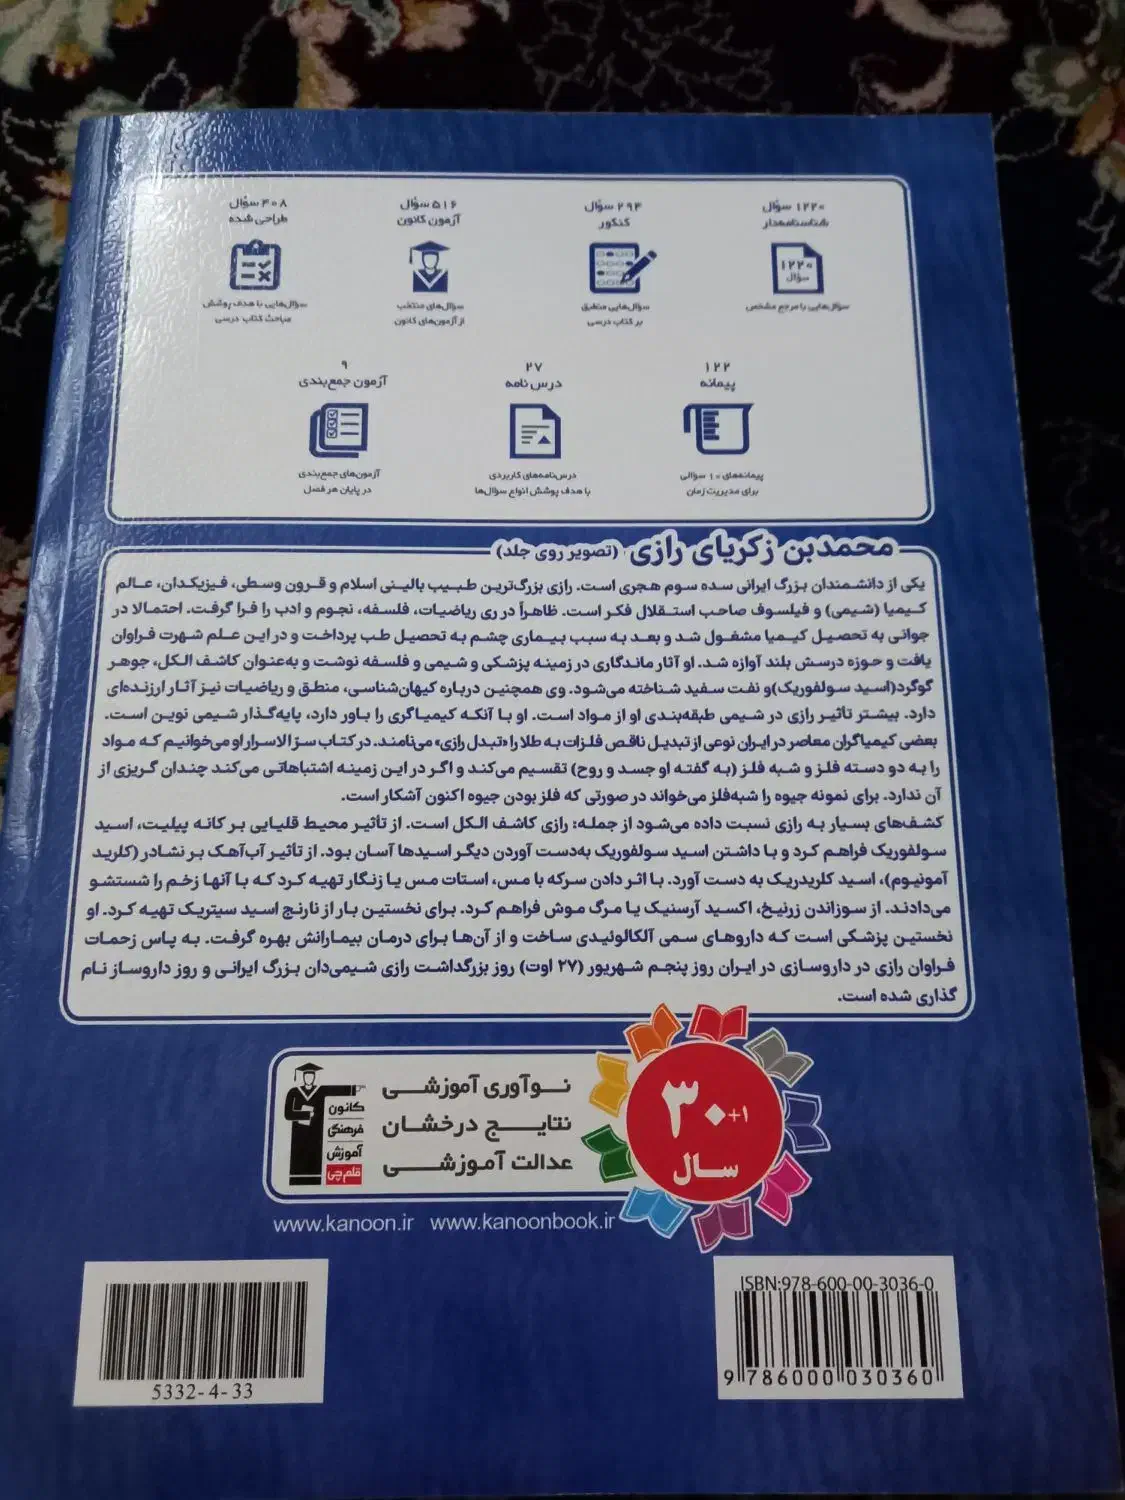 ۱۲۲۰ سؤال
شناسنامه‌دار
۱۲۲۰
سؤال
سؤال‌هایی با مرجع مشخص
۲۹۴ سؤال
کنکور
سؤال‌هایی منطبق
بر کتاب درسی
۵۱۶ سؤال
آزمون کانون
سؤال‌های منتخب
از آزمون‌های کانون
۴۰۸ سؤال
طراحی شده
سؤال‌هایی با هدف پوشش
مباحث کتاب درسی
۱۲۲
پیمانه
پیمانه‌های ۱۰ سؤالی
برای مدیریت زمان
۲۷
درس نامه
درس‌نامه‌های کاربردی
با هدف پوشش انواع سؤال‌ها
۹
آزمون جمع‌بندی
آزمون‌های جمع‌بندی
در پایان هر فصل
محمدبن زکریای رازی (تصویر روی جلد)
یکی از دانشمندان بزرگ ایرانی سده سوم هجری است. رازی بزرگ‌ترین طبیب بالینی اسلام و قرون وسطی، فیزیکدان، عالم
کیمیا (شیمی) و فیلسوف صاحب استقلال فکر است. ظاهراً در ری ریاضیات، فلسفه، نجوم و ادب را فرا گرفت. احتمالا در
جوانی به تحصیل کیمیا مشغول شد و بعد به سبب بیماری چشم به تحصیل طب پرداخت و در این علم شهرت فراوان
یافت و حوزه درسش بلند آوازه شد. او آثار ماندگاری در زمینه پزشکی و شیمی و فلسفه نوشت و به‌عنوان کاشف الکل، جوهر
گوگرد(اسید سولفوریک)و نفت سفید شناخته می‌شود. وی همچنین درباره کیهان‌شناسی، منطق و ریاضیات نیز آثار ارزنده‌ای
دارد. بیشتر تأثیر رازی در شیمی طبقه‌بندی او از مواد است. او با آنکه کیمیاگری را باور دارد، پایه‌گذار شیمی نوین است.
بعضی کیمیاگران معاصر در ایران نوعی از تبدیل ناقص فلزات به طلا را «تبدل رازی» می‌نامند. در کتاب سرّالاسرار او می‌خوانیم که مواد
را به دو دسته فلز و شبه فلز (به گفته او جسد و روح) تقسیم می‌کند و اگر در این زمینه اشتباهاتی می‌کند چندان گریزی از
آن ندارد. برای نمونه جیوه را شبه‌فلز می‌خواند در صورتی که فلز بودن جیوه اکنون آشکار است.
کشف‌های بسیار به رازی نسبت داده می‌شود از جمله: رازی کاشف الکل است. از تأثیر محیط قلیایی بر کانه پیلیت، اسید
سولفوریک فراهم کرد و با داشتن اسید سولفوریک به‌دست آوردن دیگر اسیدها آسان بود. از تأثیر آب‌آهک بر نشادر (کلرید
آمونیوم)، اسید کلریدریک به دست آورد. با اثر دادن سرکه با مس، استات مس یا زنگار تهیه کرد که با آنها زخم را شستشو
می‌دادند. از سوزاندن زرنیخ، اکسید آرسنیک یا مرگ موش فراهم کرد. برای نخستین بار از نارنج اسید سیتریک تهیه کرد. او
نخستین پزشکی است که داروهای سمی آلکالوئیدی ساخت و از آن‌ها برای درمان بیمارانش بهره گرفت. به پاس زحمات
فراوان رازی در داروسازی در ایران روز پنجم شهریور (۲۷ اوت) روز بزرگداشت رازی شیمی‌دان بزرگ ایرانی و روز داروساز نام
گذاری شده است.
۳۰+۱
سال
نوآوری آموزشی
نتایج درخشان
عدالت آموزشی
کانون
فرهنگی
آموزش
قلم‌چی
www.kanoon.ir www.kanoonbook.ir
ISBN:978-600-00-3036-0
9 786000 030360
5332-4-33